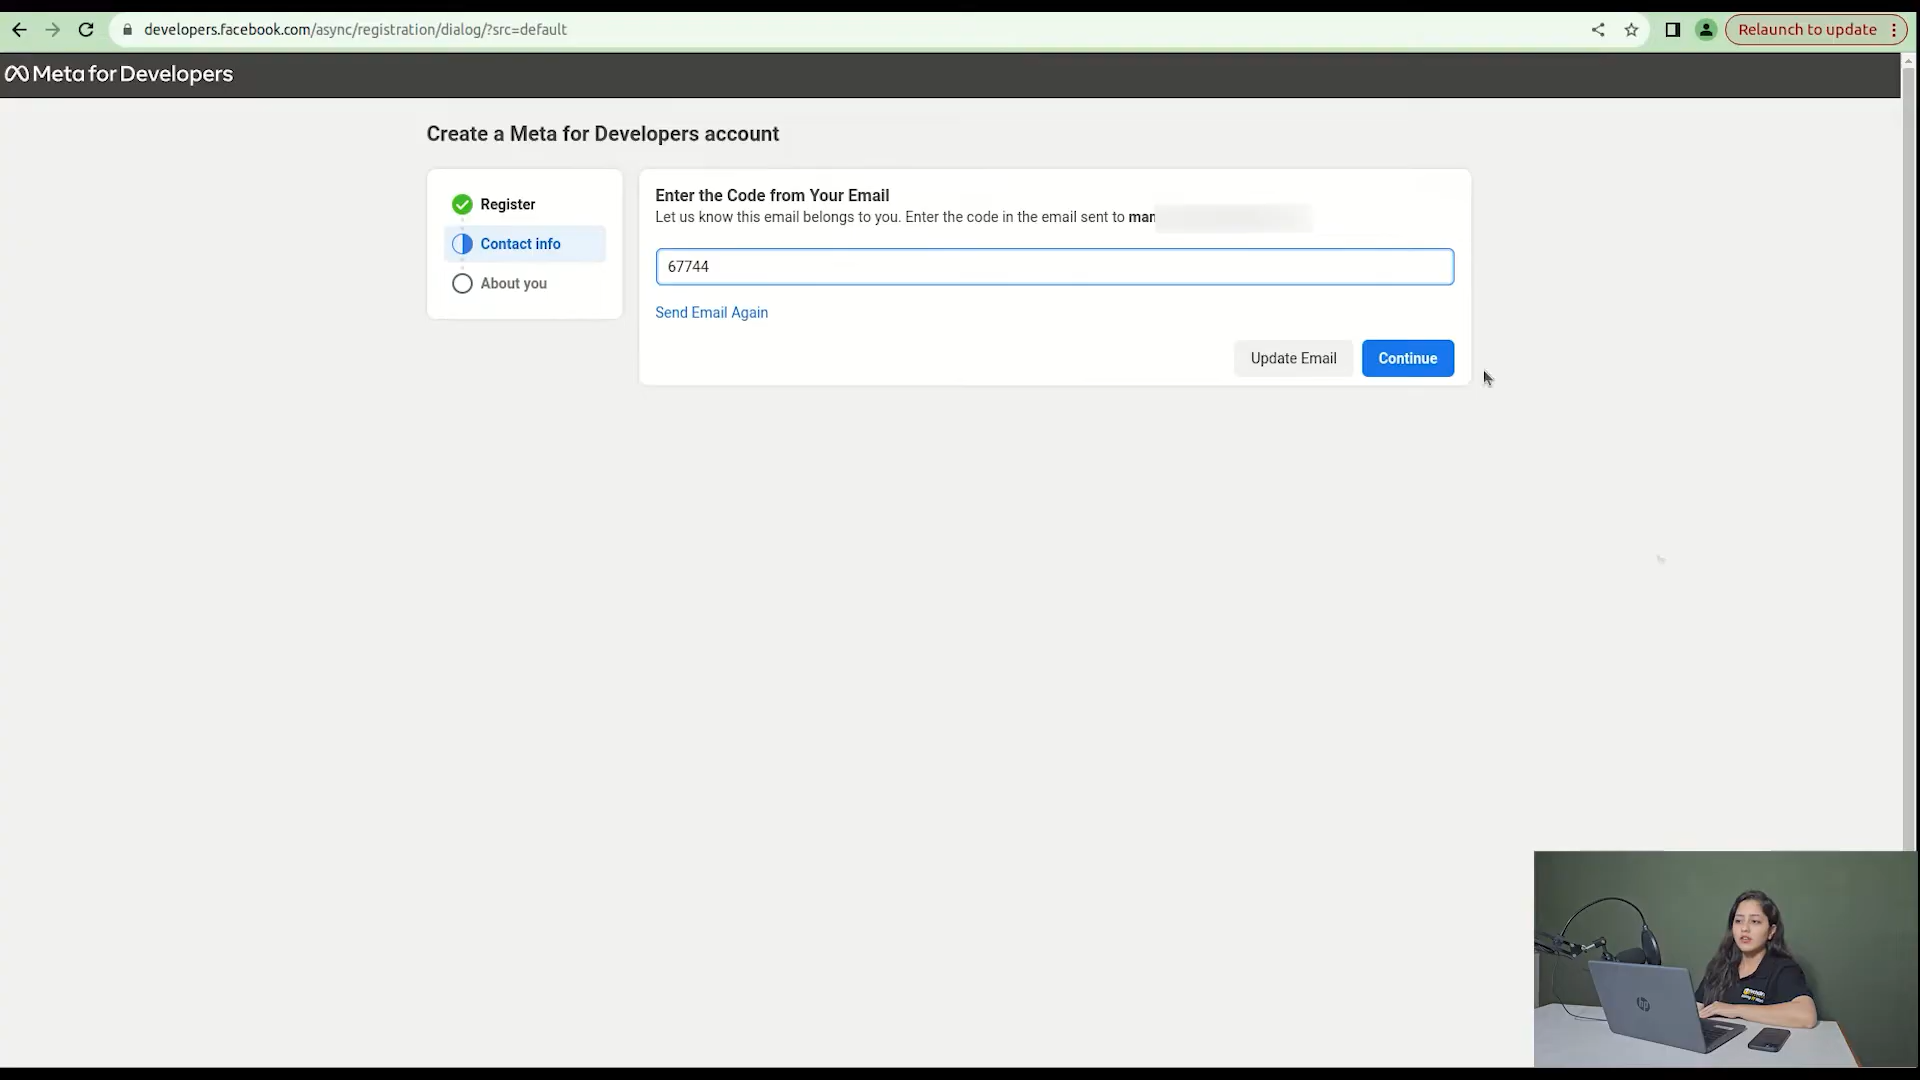 developers.facebook.com/async/registration/dialog/?src=default
Relaunch to update
Meta for Developers
Create a Meta for Developers account
Register
Contact info
About you
Enter the Code from Your Email
Let us know this email belongs to you. Enter the code in the email sent to man
67744
Send Email Again
Update Email
Continue
hp